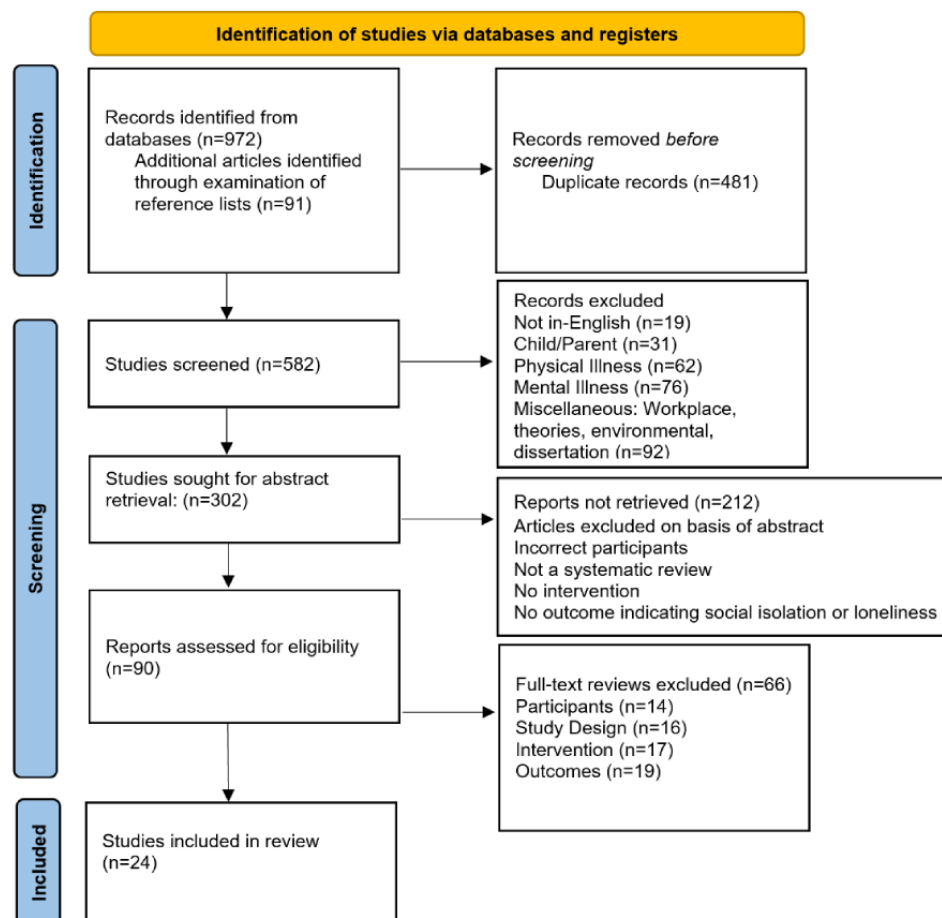 Identification of studies via databases and registers
Identification
Records identified from
databases (n=972)
Additional articles identified
through examination of
reference lists (n=91)
Records removed before
screening
Duplicate records (n=481)
Screening
Studies screened (n=582)
Records excluded
Not in-English (n=19)
Child/Parent (n=31)
Physical Illness (n=62)
Mental Illness (n=76)
Miscellaneous: Workplace,
theories, environmental,
dissertation (n=92)
Studies sought for abstract
retrieval: (n=302)
Reports not retrieved (n=212)
Articles excluded on basis of abstract
Incorrect participants
Not a systematic review
No intervention
No outcome indicating social isolation or loneliness
Reports assessed for eligibility
(n=90)
Full-text reviews excluded (n=66)
Participants (n=14)
Study Design (n=16)
Intervention (n=17)
Outcomes (n=19)
Included
Studies included in review
(n=24)